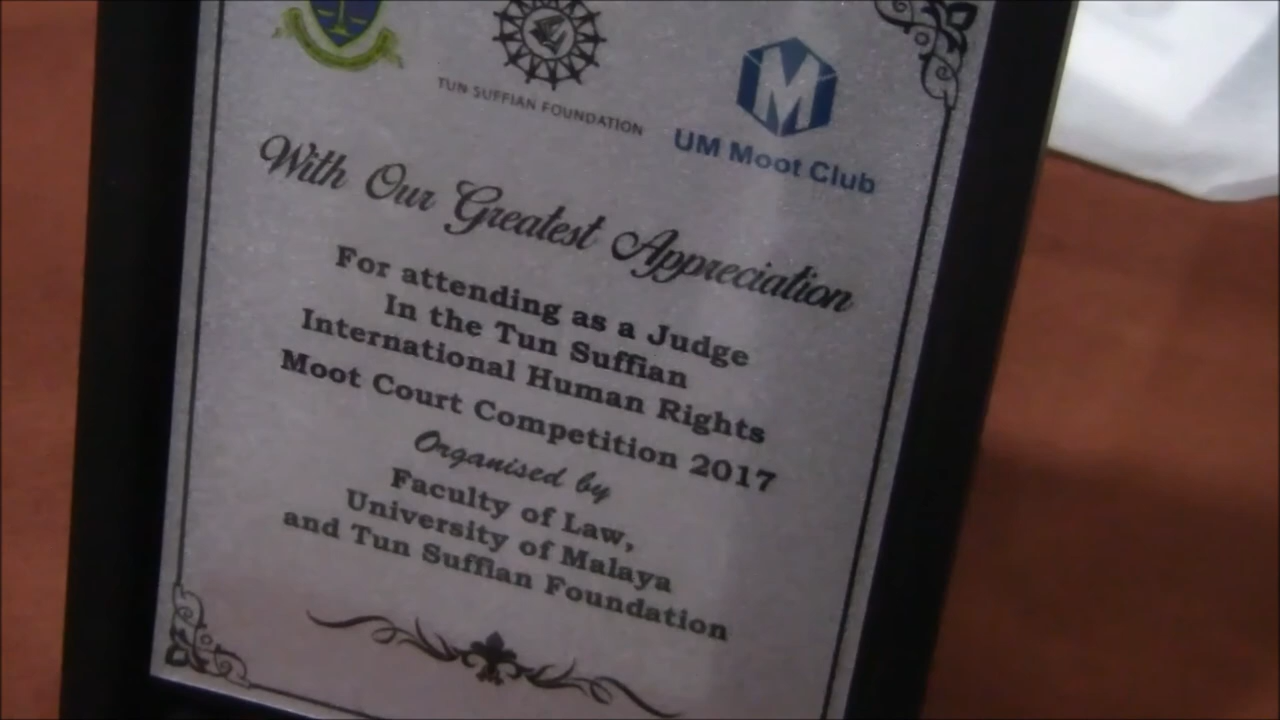 TUN SUFFIAN FOUNDATION
M
UM Moot Club
With Our Greatest Appreciation
For attending as a Judge
In the Tun Suffian
International Human Rights
Moot Court Competition 2017
Organised by
Faculty of Law,
University of Malaya
and Tun Suffian Foundation